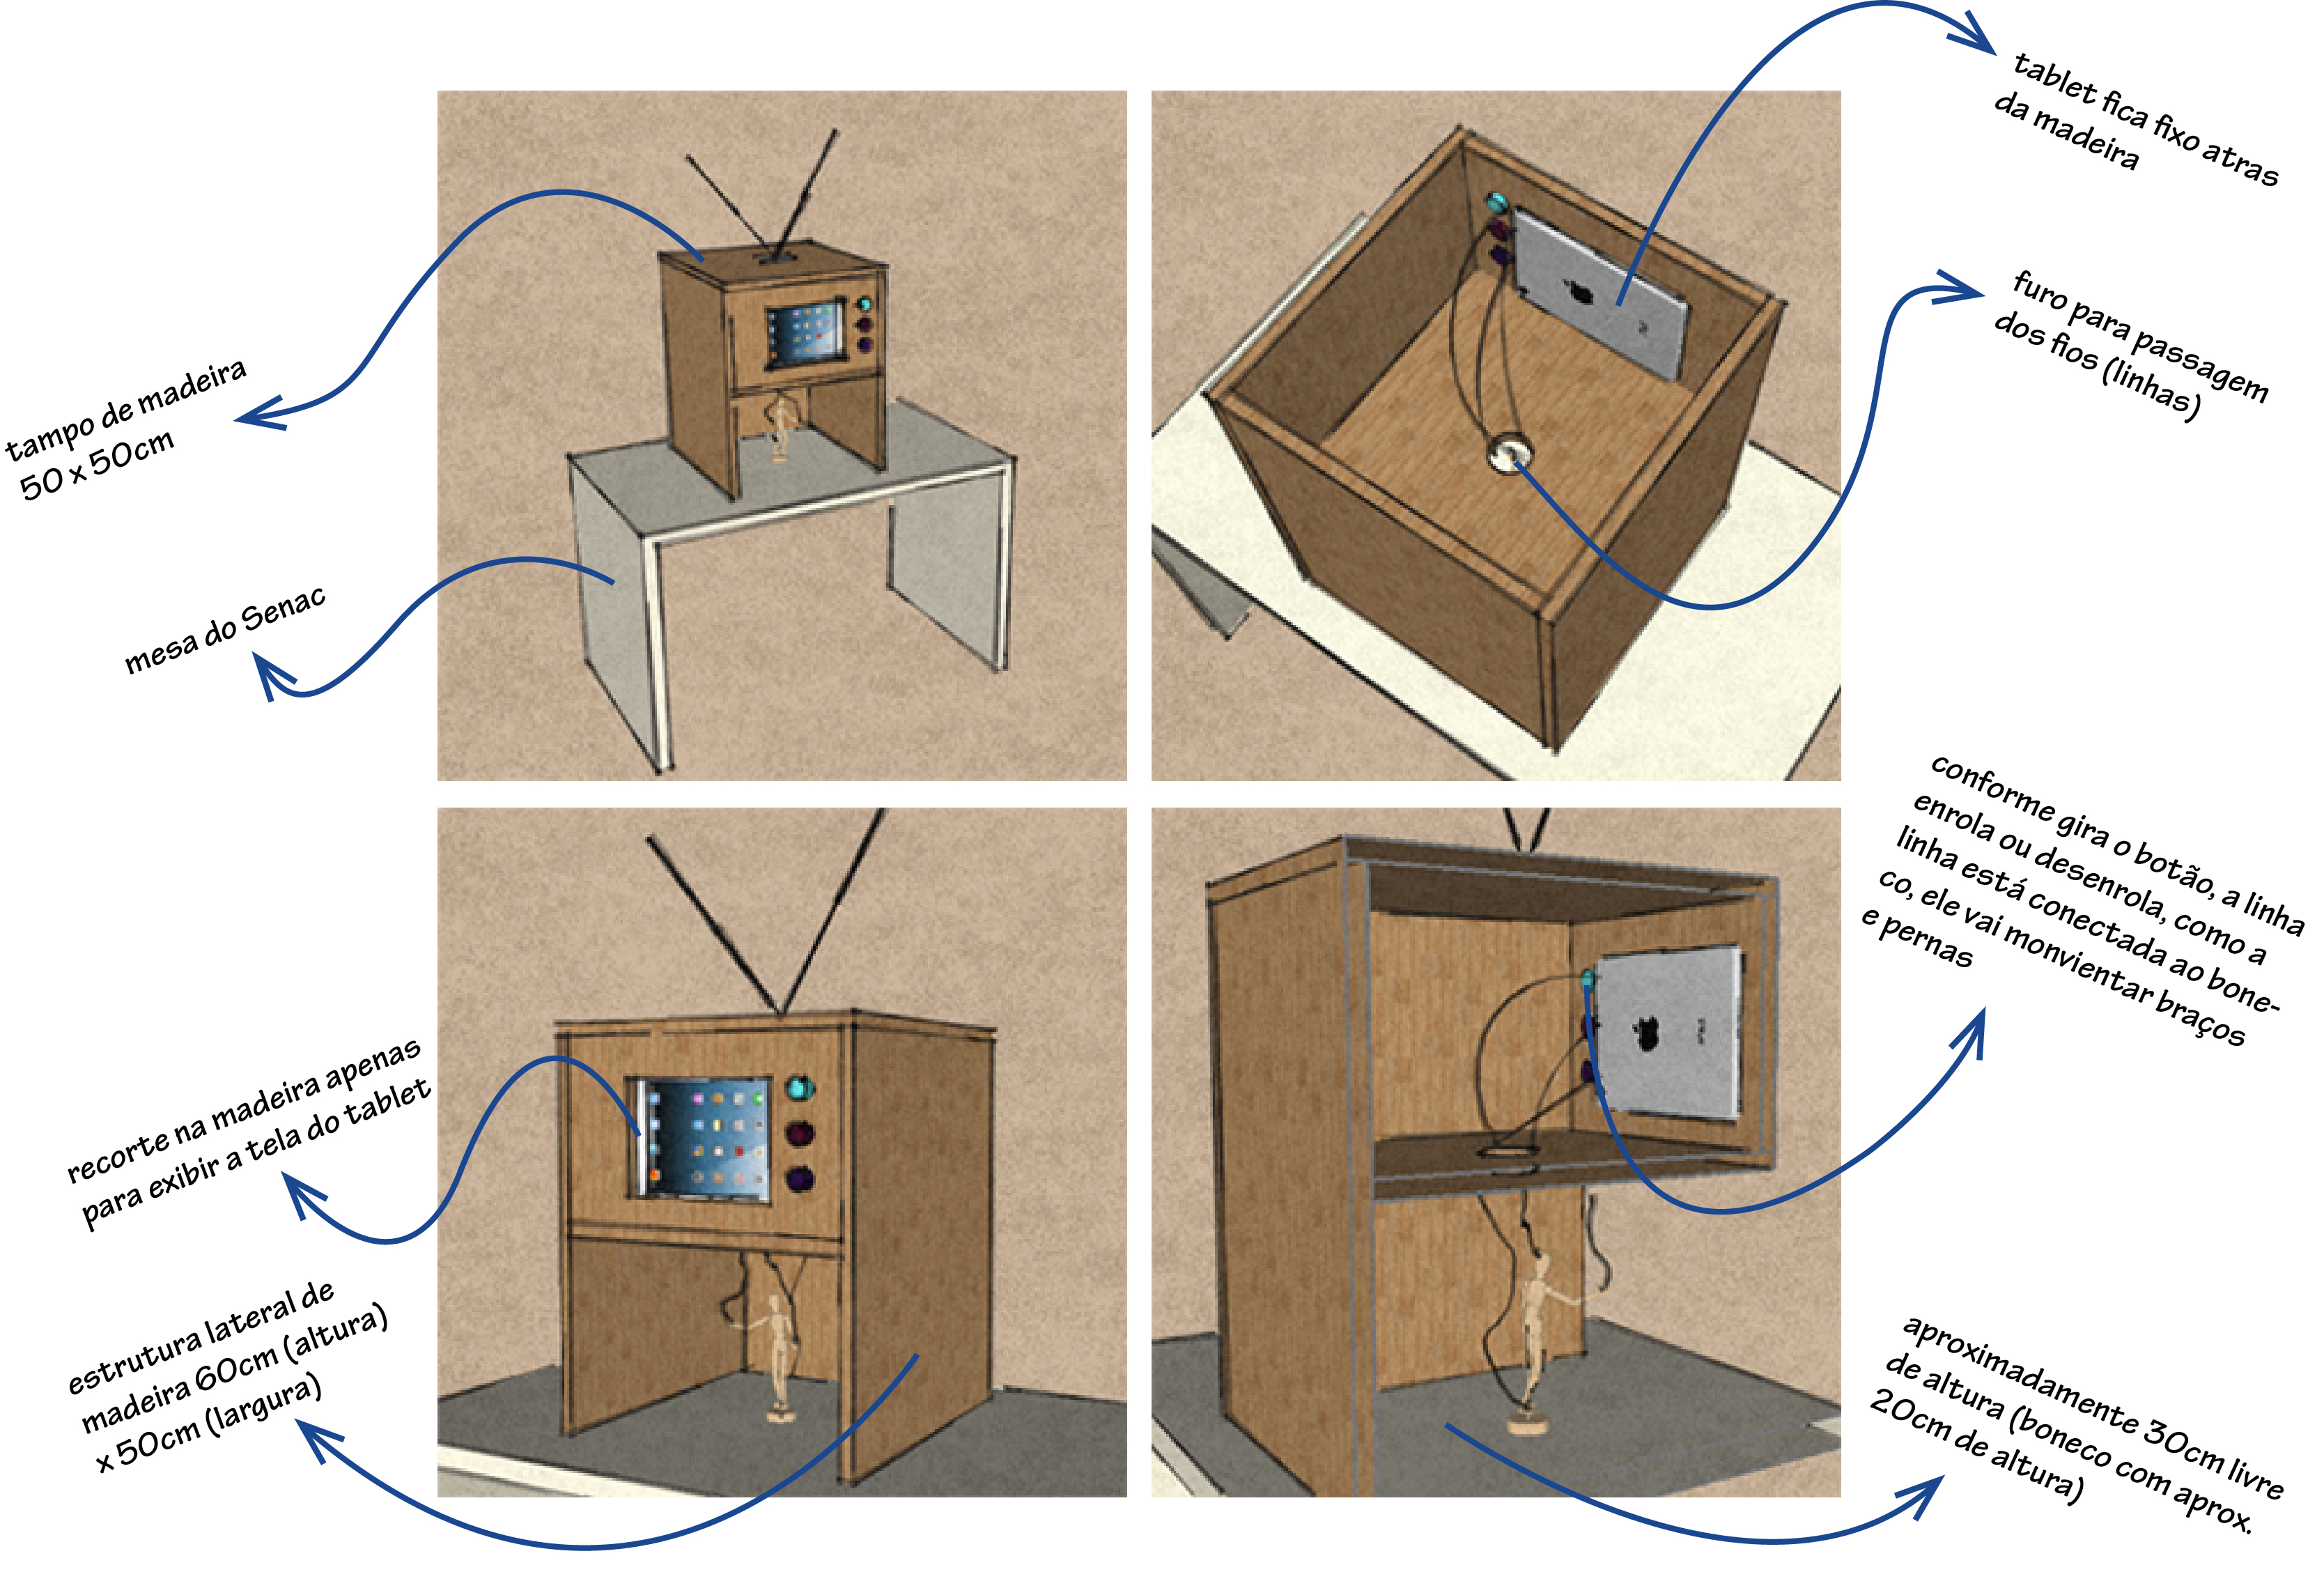 tampo de madeira
50 x 50cm
mesa do Senac
tablet fica fixo atras
da madeira
furo para passagem
dos fios (linhas)
recorte na madeira apenas
para exibir a tela do tablet
estrutura lateral de
madeira 60cm (altura)
x 50cm (largura)
conforme gira o botão, a linha
enrola ou desenrola, como a
linha está conectada ao bone-
co, ele vai monvientar braços
e pernas
aproximadamente 30cm livre
de altura (boneco com aprox.
20cm de altura)